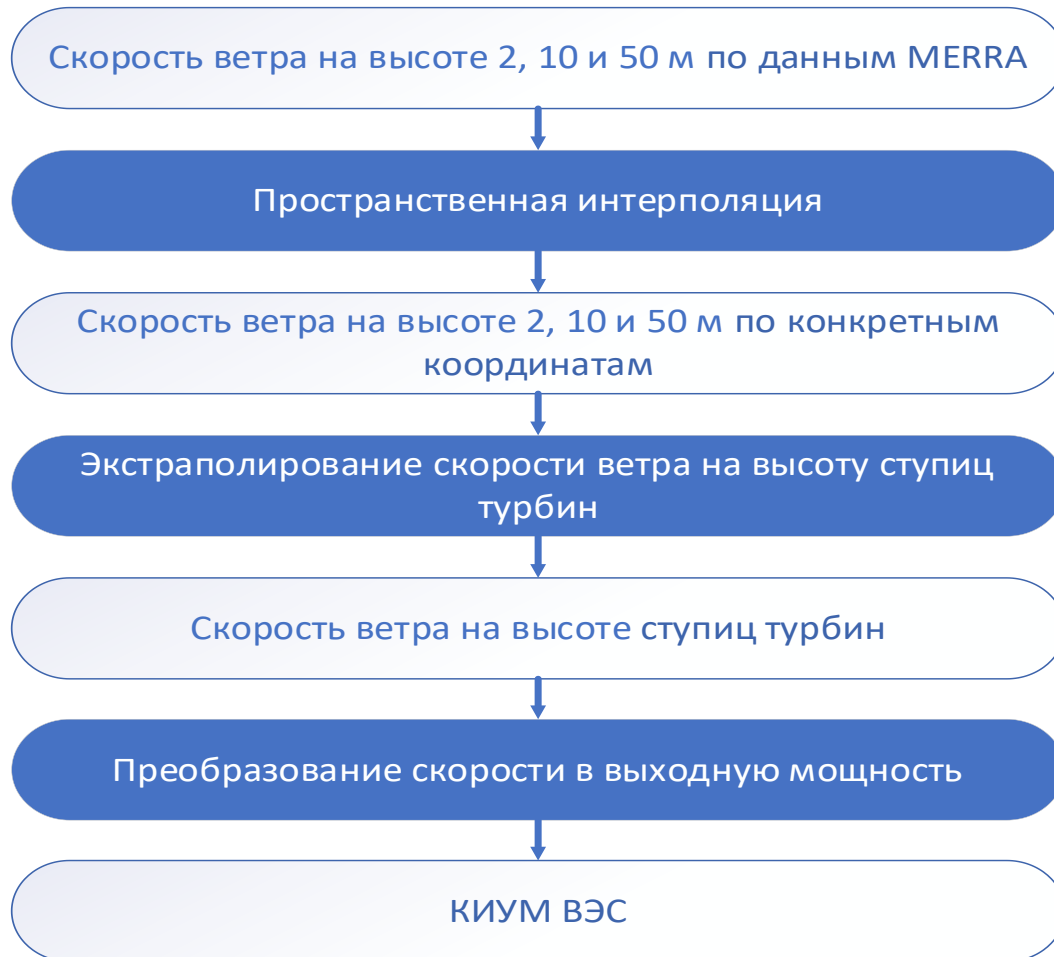 Скорость ветра на высоте 2, 10 и 50 м по данным MERRA
Пространственная интерполяция
Скорость ветра на высоте 2, 10 и 50 м по конкретным
координатам
Экстраполирование скорости ветра на высоту ступиц
турбин
Скорость ветра на высоте ступиц турбин
Преобразование скорости в выходную мощность
КИУМ ВЭС